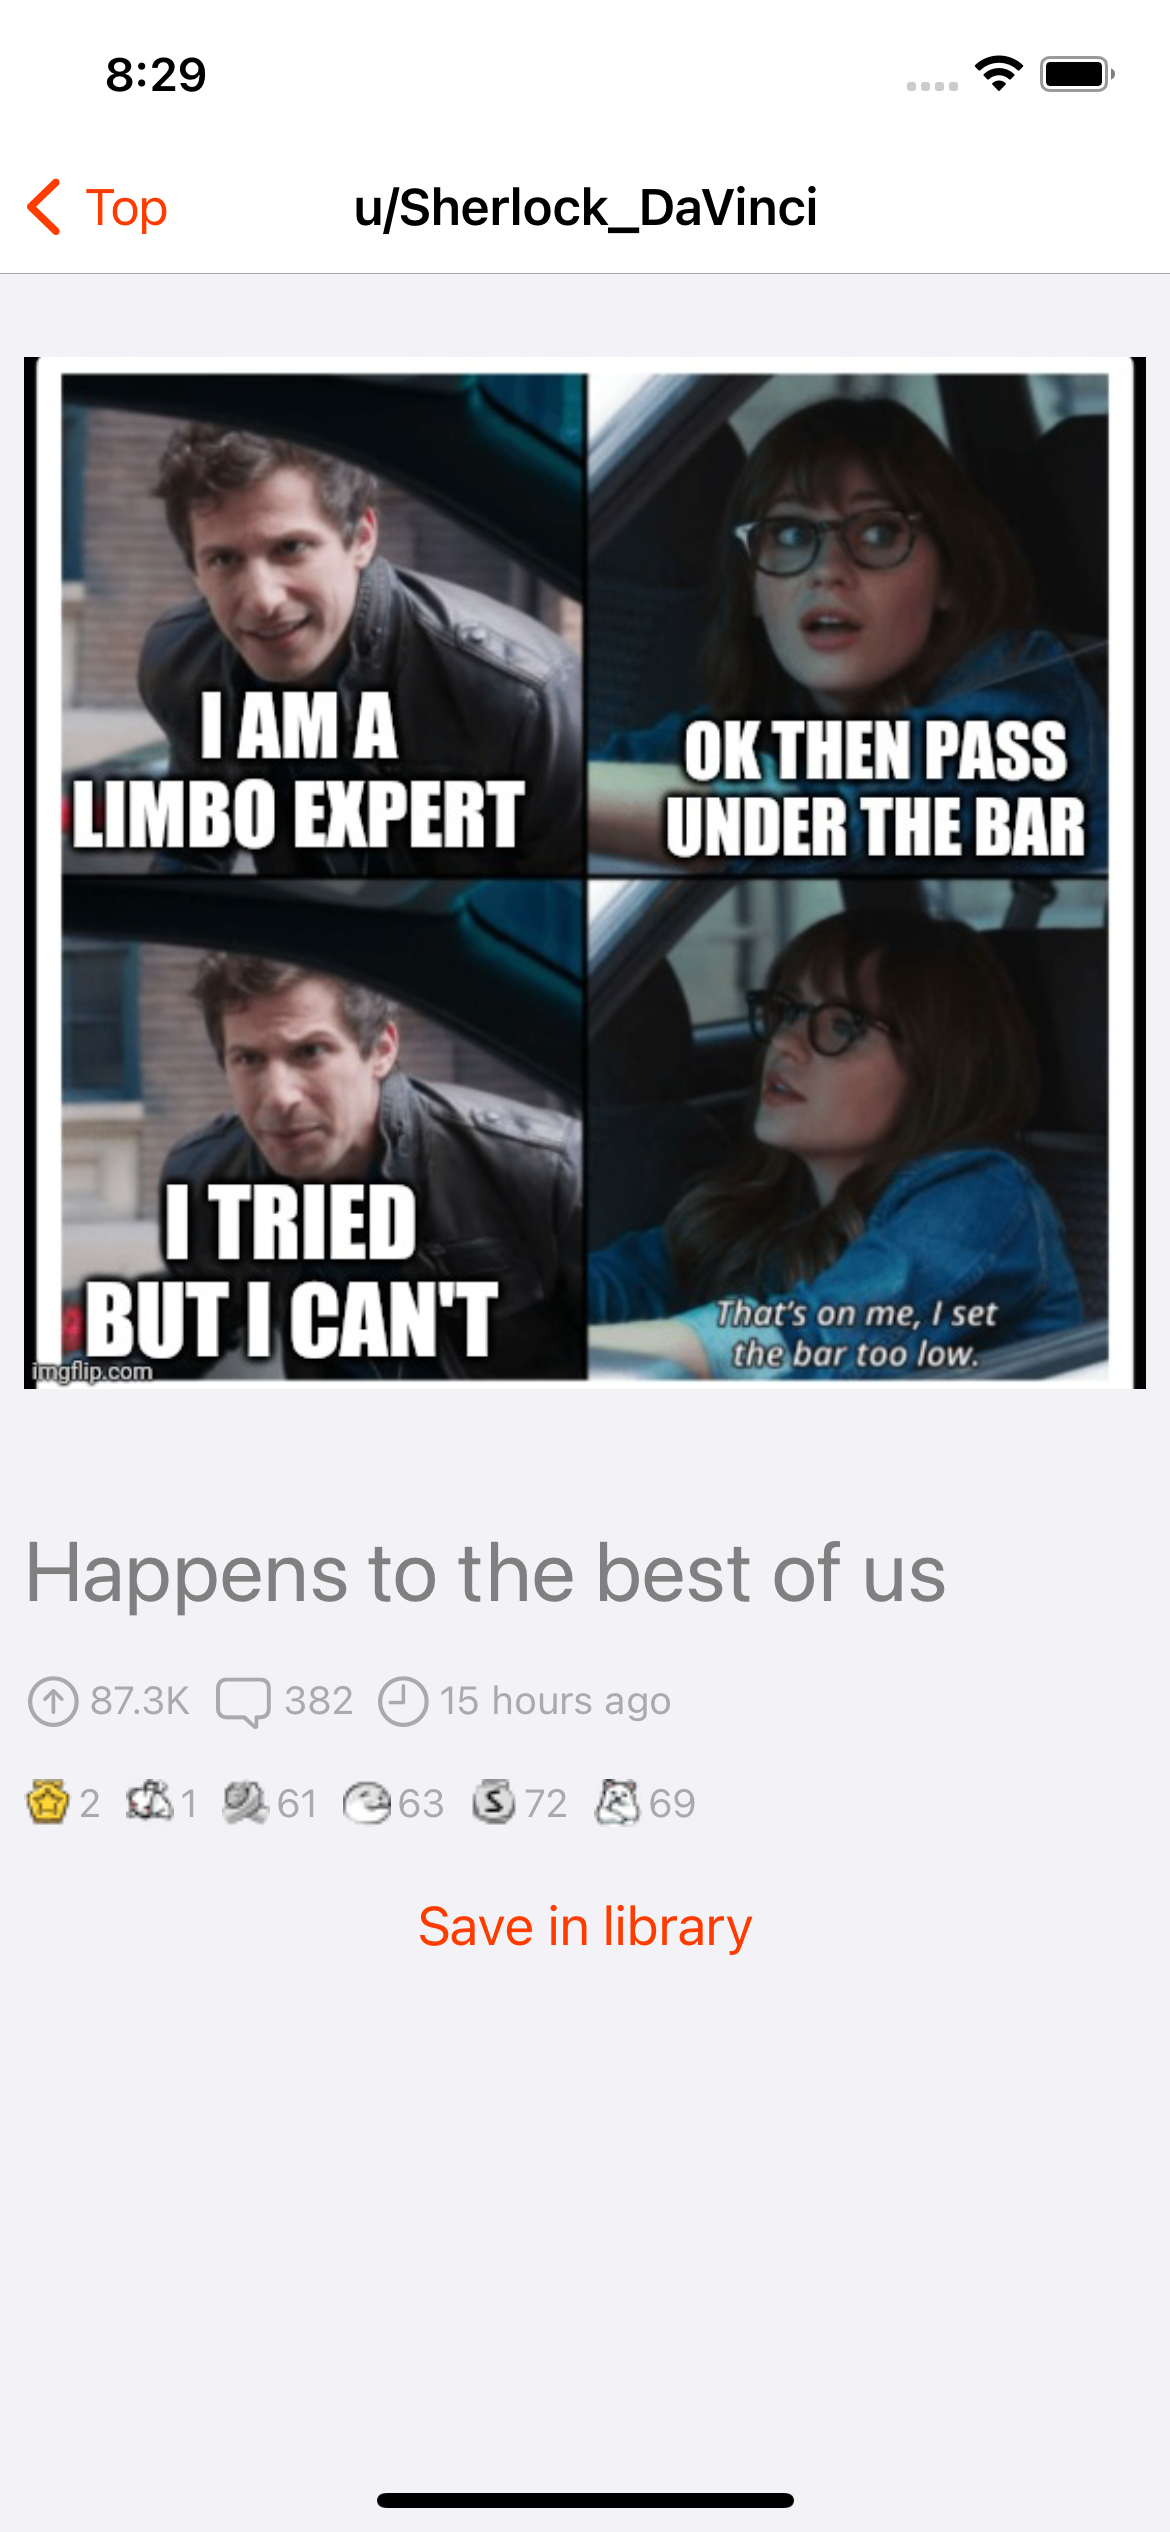 8:29
Top
u/Sherlock_DaVinci
I AM A
LIMBO EXPERT
OK THEN PASS
UNDER THE BAR
I TRIED
BUT I CAN'T
That's on me, I set
the bar too low.
imgflip.com
Happens to the best of us
87.3K 382 15 hours ago
2 1 61 63 S 72 69
Save in library